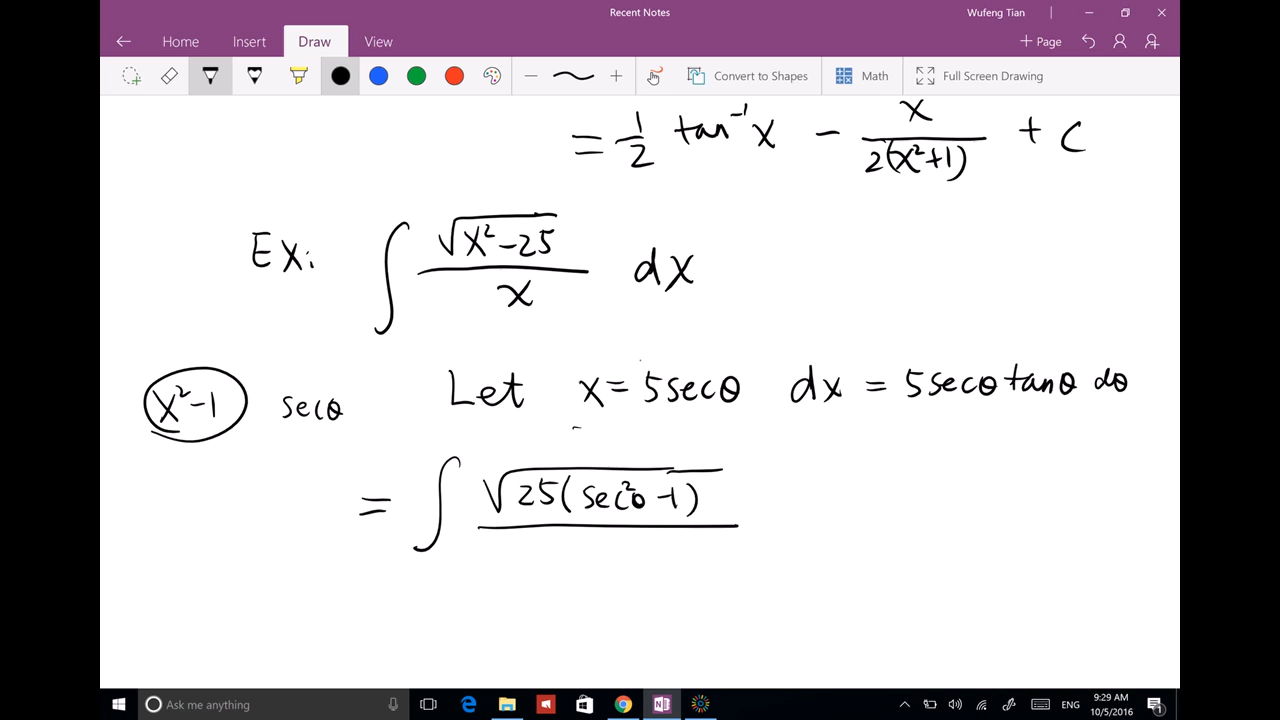 Recent Notes
Wufeng Tian
Home Insert Draw View
+ Page
Convert to Shapes Math Full Screen Drawing
= 1/2 tan⁻¹x − x/(2(x²+1)) + C
Ex: ∫ √(x²−25)/x dx
x²−1 secθ Let x = 5secθ dx = 5secθtanθ dθ
= ∫ √25(sec²θ−1)
Ask me anything
ENG
9:29 AM
10/5/2016
1